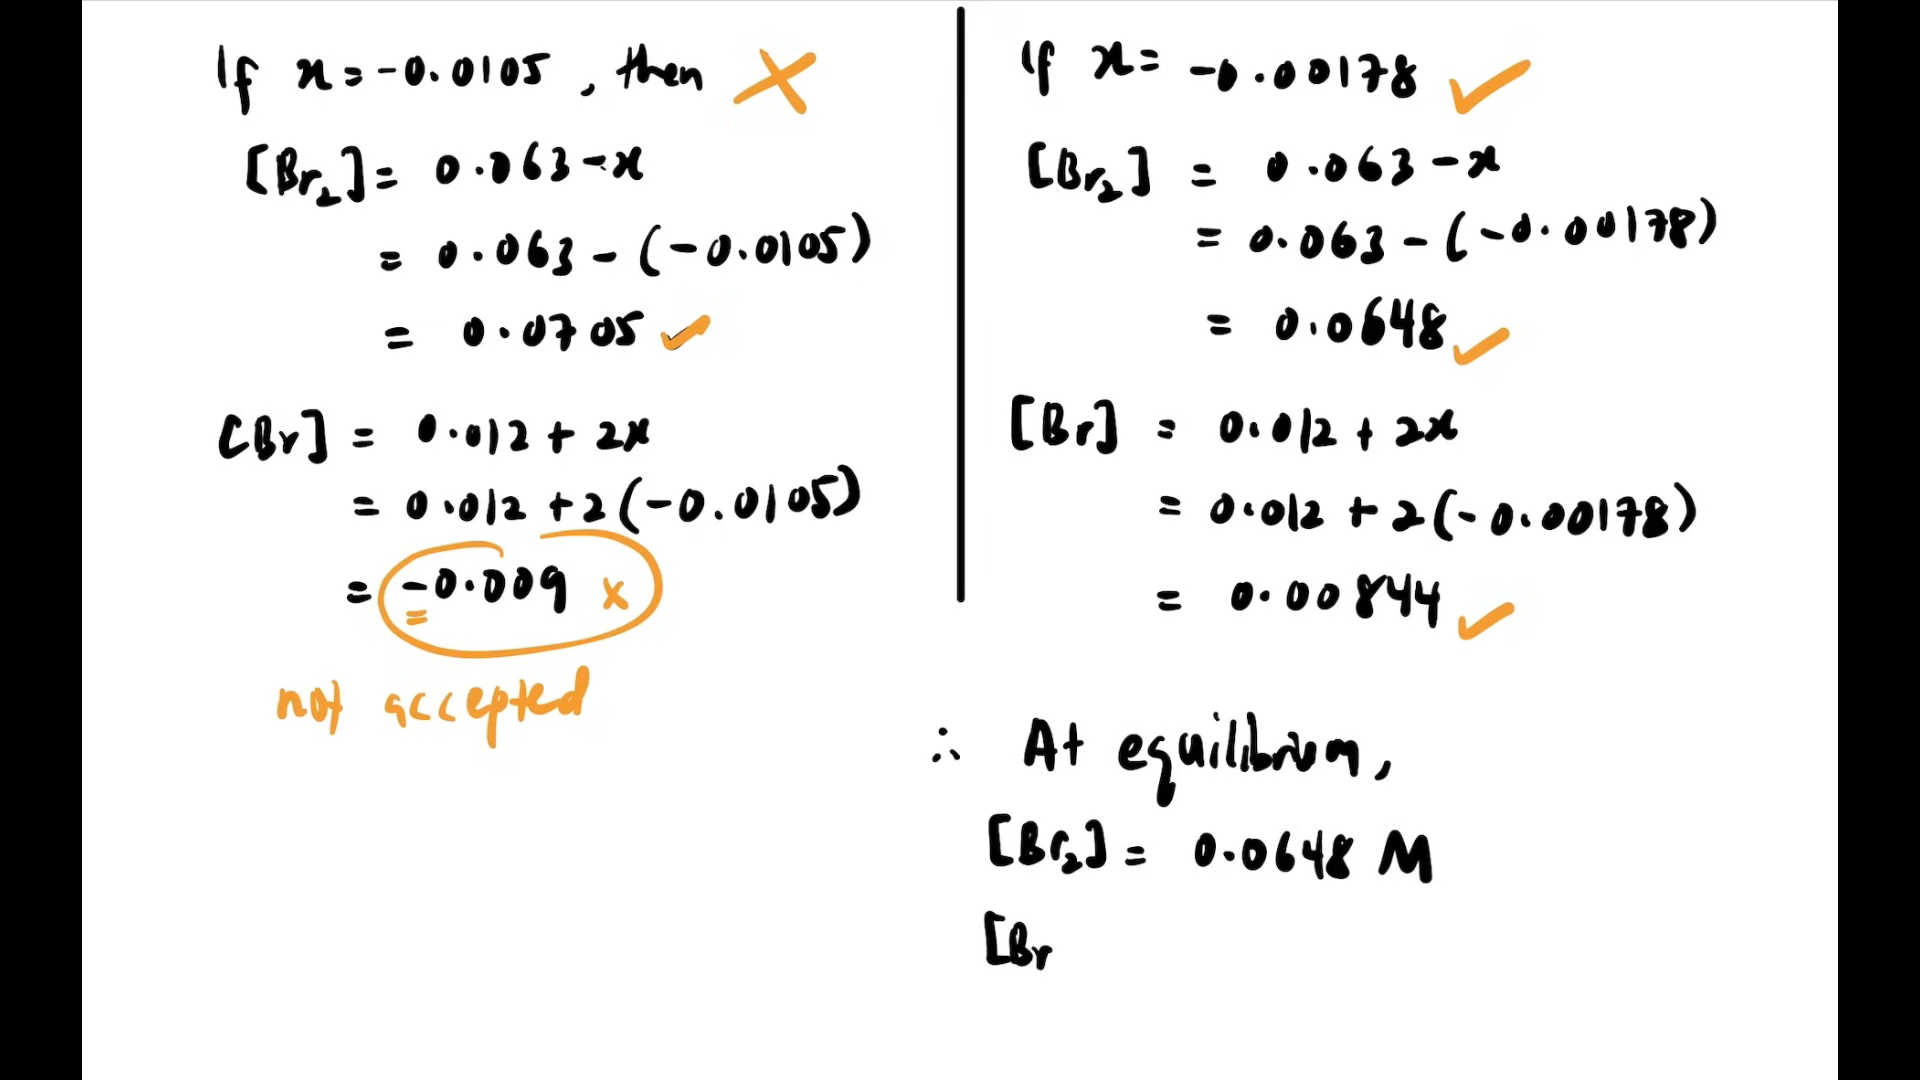 If x = -0.0105, then ✗
[Br₂] = 0.063 - x
= 0.063 - (-0.0105)
= 0.0705 ✓
[Br] = 0.012 + 2x
= 0.012 + 2(-0.0105)
= -0.009 x
not accepted
If x = -0.00178 ✓
[Br₂] = 0.063 - x
= 0.063 - (-0.00178)
= 0.0648 ✓
[Br] = 0.012 + 2x
= 0.012 + 2(-0.00178)
= 0.00844 ✓
∴ At equilibrium,
[Br₂] = 0.0648 M
[Br